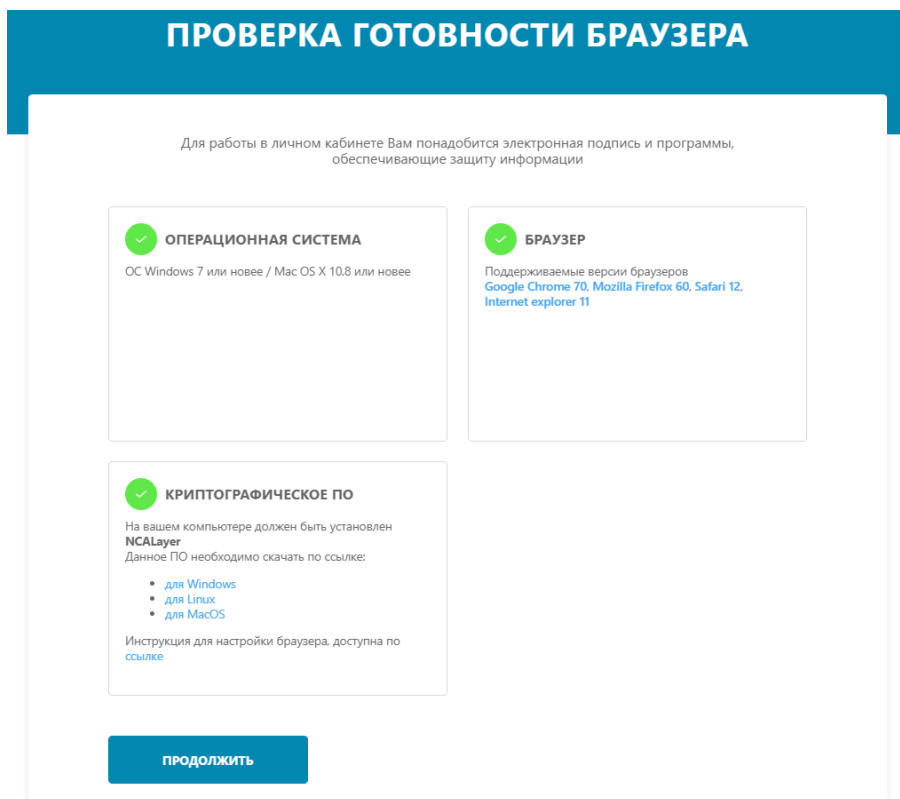 ПРОВЕРКА ГОТОВНОСТИ БРАУЗЕРА
Для работы в личном кабинете Вам понадобится электронная подпись и программы,
обеспечивающие защиту информации
ОПЕРАЦИОННАЯ СИСТЕМА
ОС Windows 7 или новее / Mac OS X 10.8 или новее
БРАУЗЕР
Поддерживаемые версии браузеров
Google Chrome 70, Mozilla Firefox 60, Safari 12,
Internet explorer 11
КРИПТОГРАФИЧЕСКОЕ ПО
На вашем компьютере должен быть установлен
NCALayer
Данное ПО необходимо скачать по ссылке:
для Windows
для Linux
для MacOS
Инструкция для настройки браузера, доступна по
ссылке
ПРОДОЛЖИТЬ